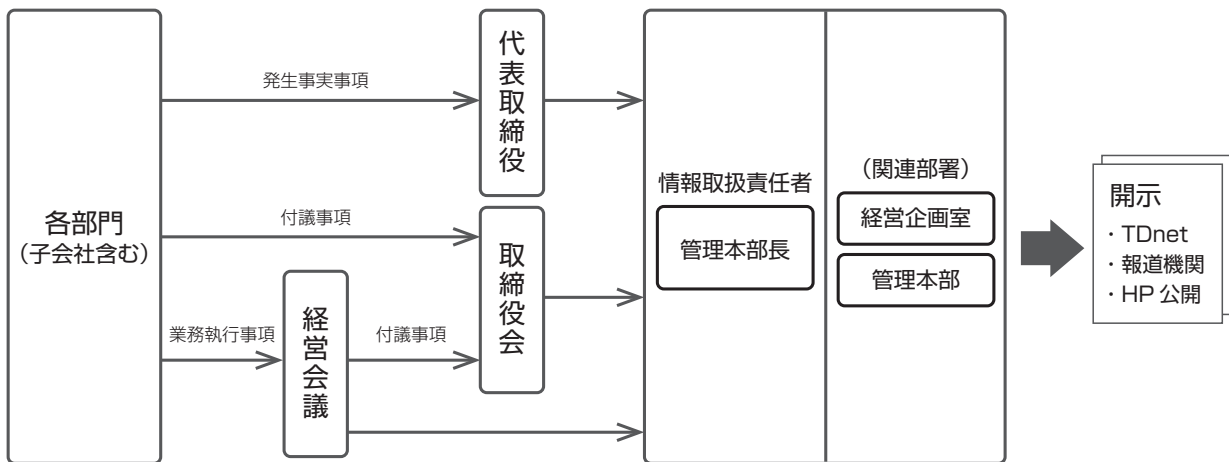 各部門
（子会社含む）
発生事実事項
代表取締役
付議事項
取締役会
業務執行事項
経営会議
付議事項
情報取扱責任者
管理本部長
（関連部署）
経営企画室
管理本部
開示
・TDnet
・報道機関
・HP 公開